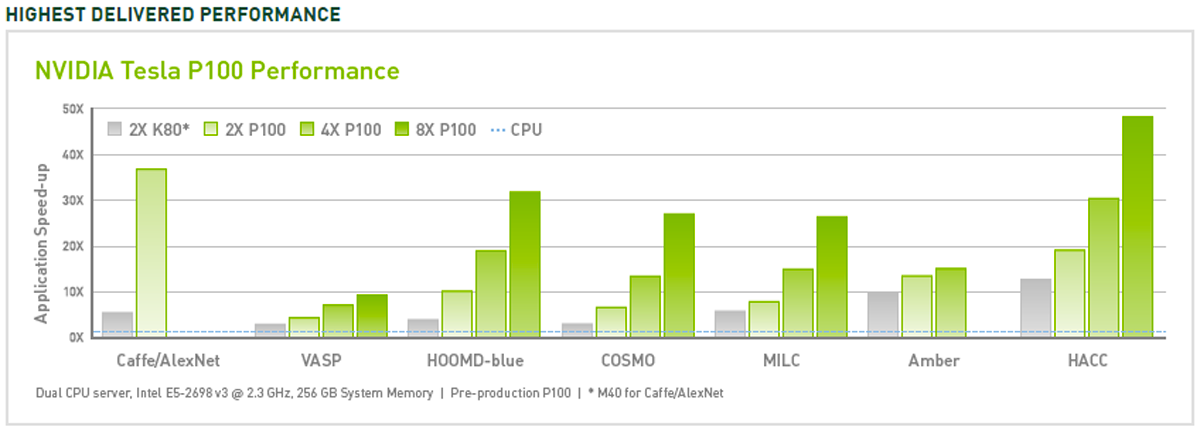 HIGHEST DELIVERED PERFORMANCE
NVIDIA Tesla P100 Performance
50X
2X K80* 2X P100 4X P100 8X P100 CPU
40X
30X
20X
10X
0X
Application Speed-up
Caffe/AlexNet VASP HOOMD-blue COSMO MILC Amber HACC
Dual CPU server, Intel E5-2698 v3 @ 2.3 GHz, 256 GB System Memory | Pre-production P100 | * M40 for Caffe/AlexNet